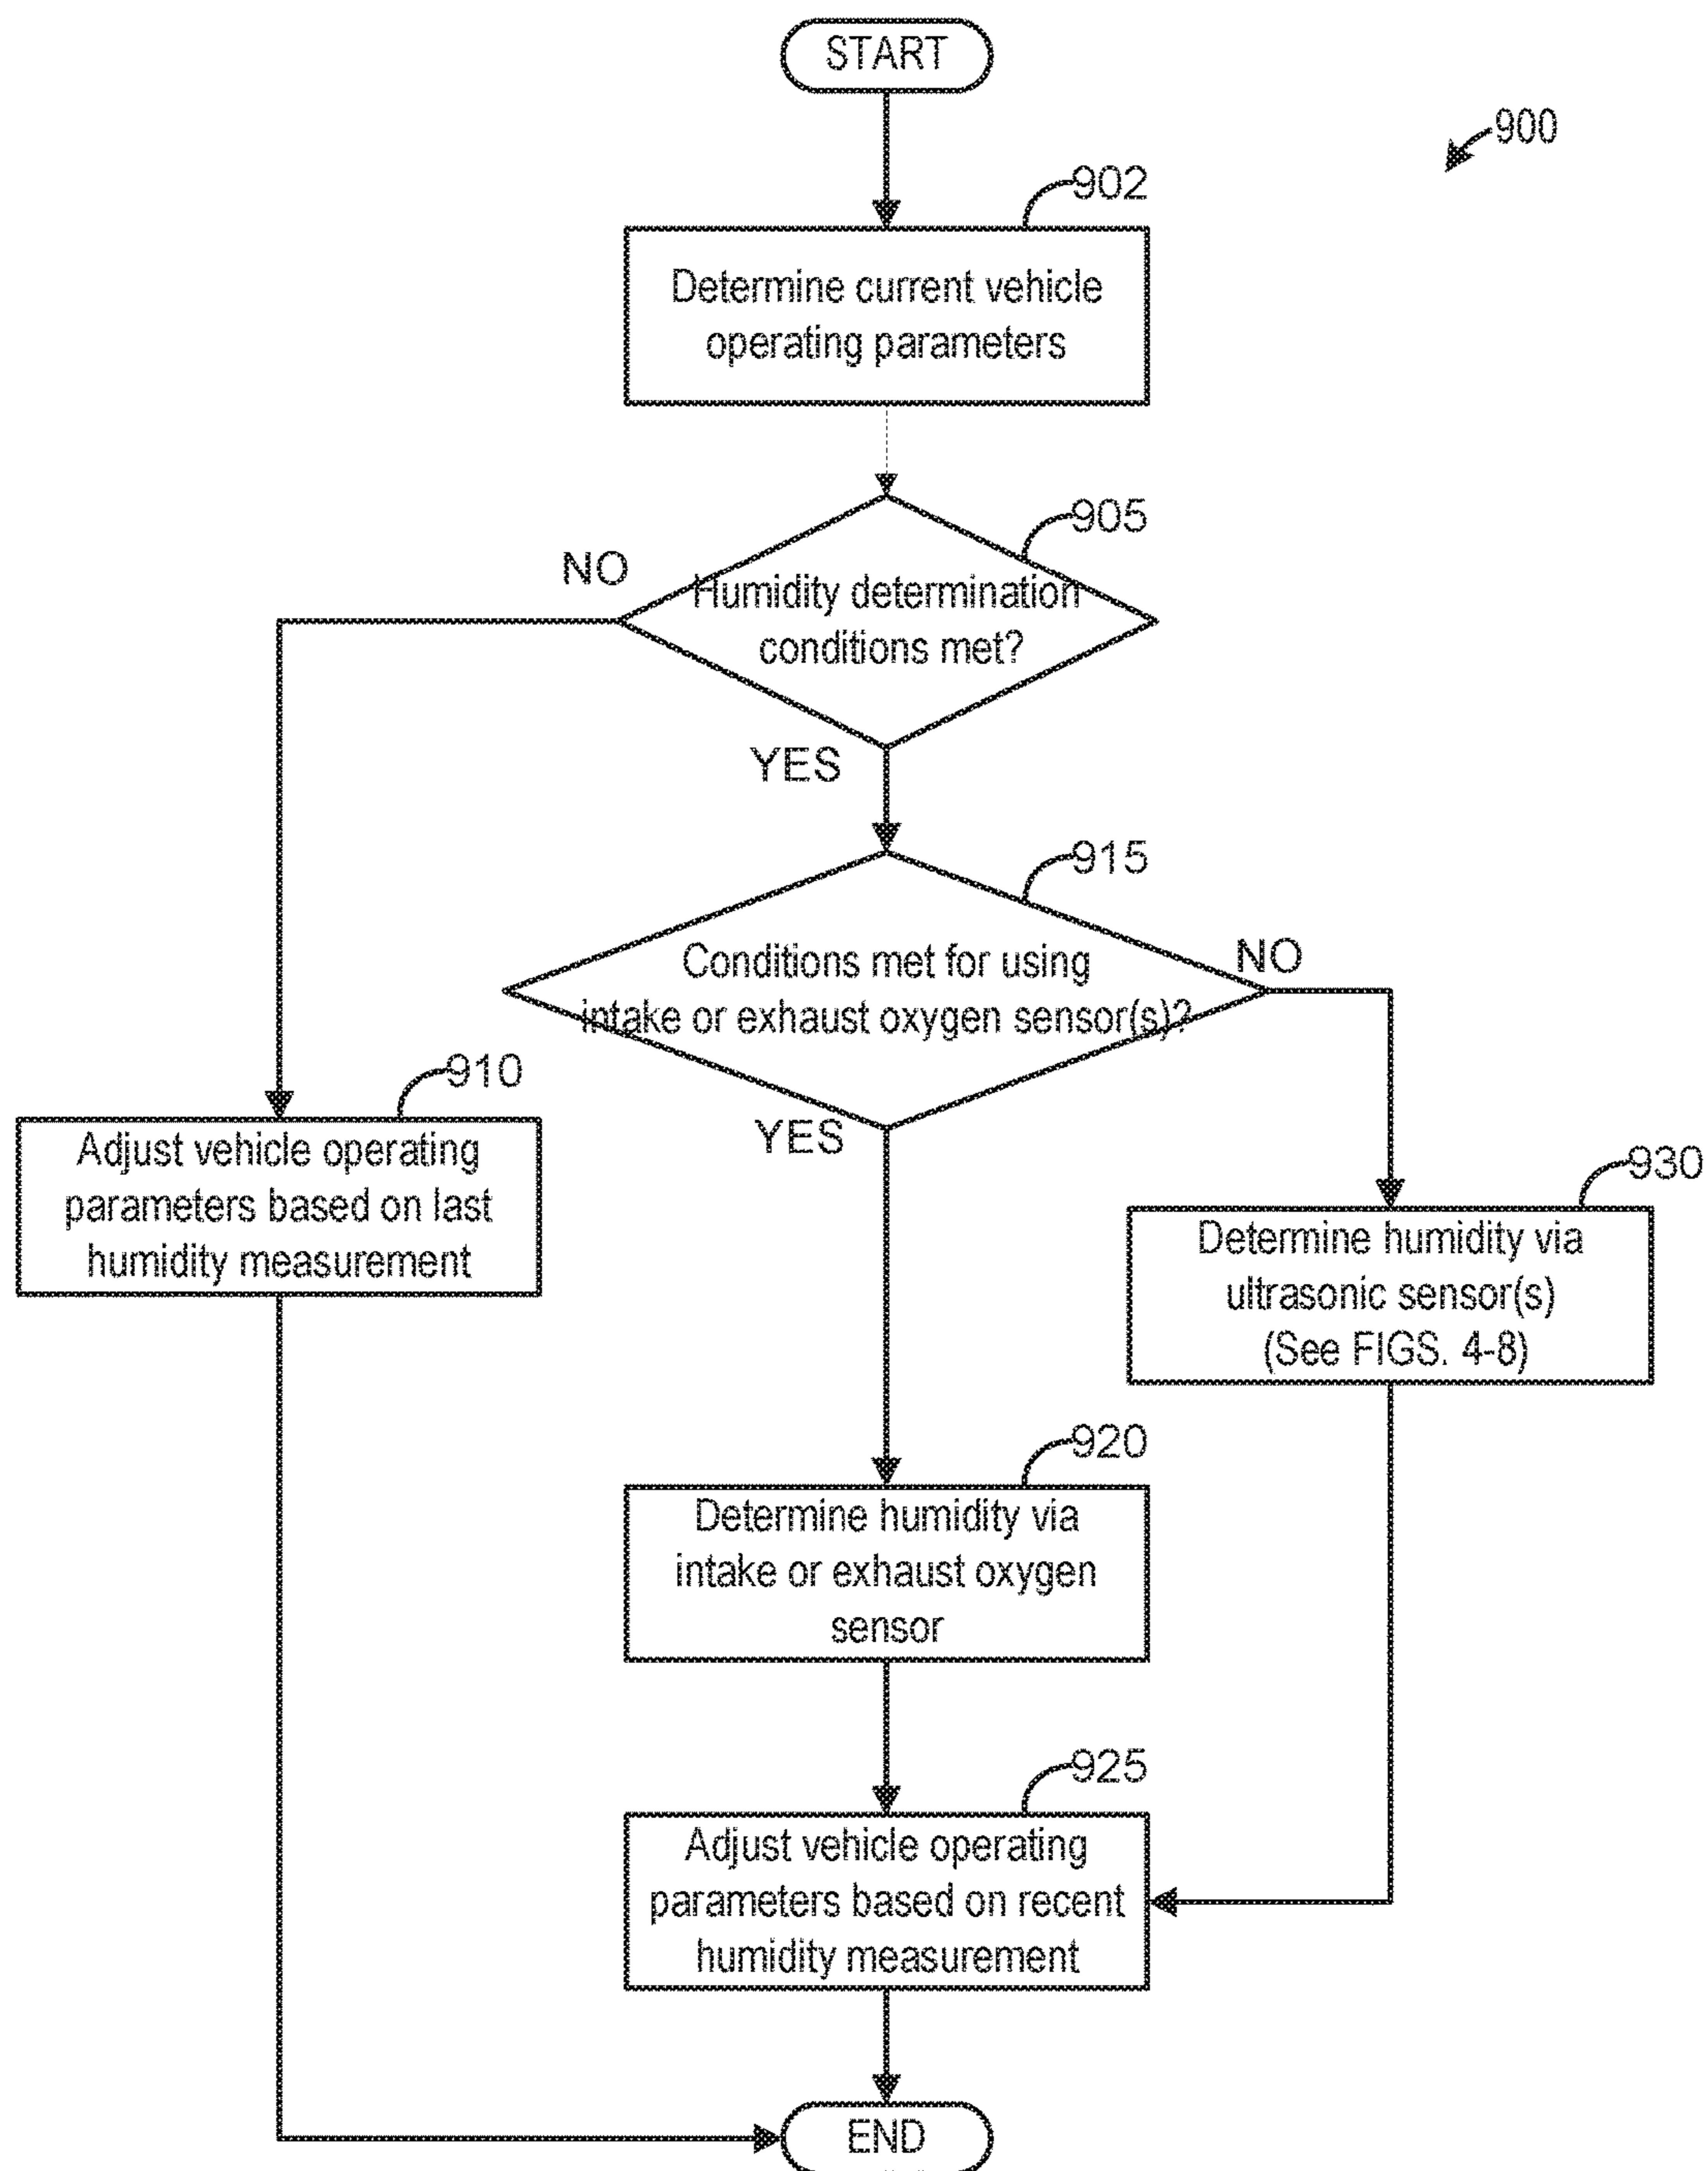 START
900
902
Determine current vehicle
operating parameters
905
NO
Humidity determination
conditions met?
YES
915
Conditions met for using
intake or exhaust oxygen sensor(s)?
NO
YES
910
Adjust vehicle operating
parameters based on last
humidity measurement
930
Determine humidity via
ultrasonic sensor(s)
(See FIGS. 4-8)
920
Determine humidity via
intake or exhaust oxygen
sensor
925
Adjust vehicle operating
parameters based on recent
humidity measurement
END